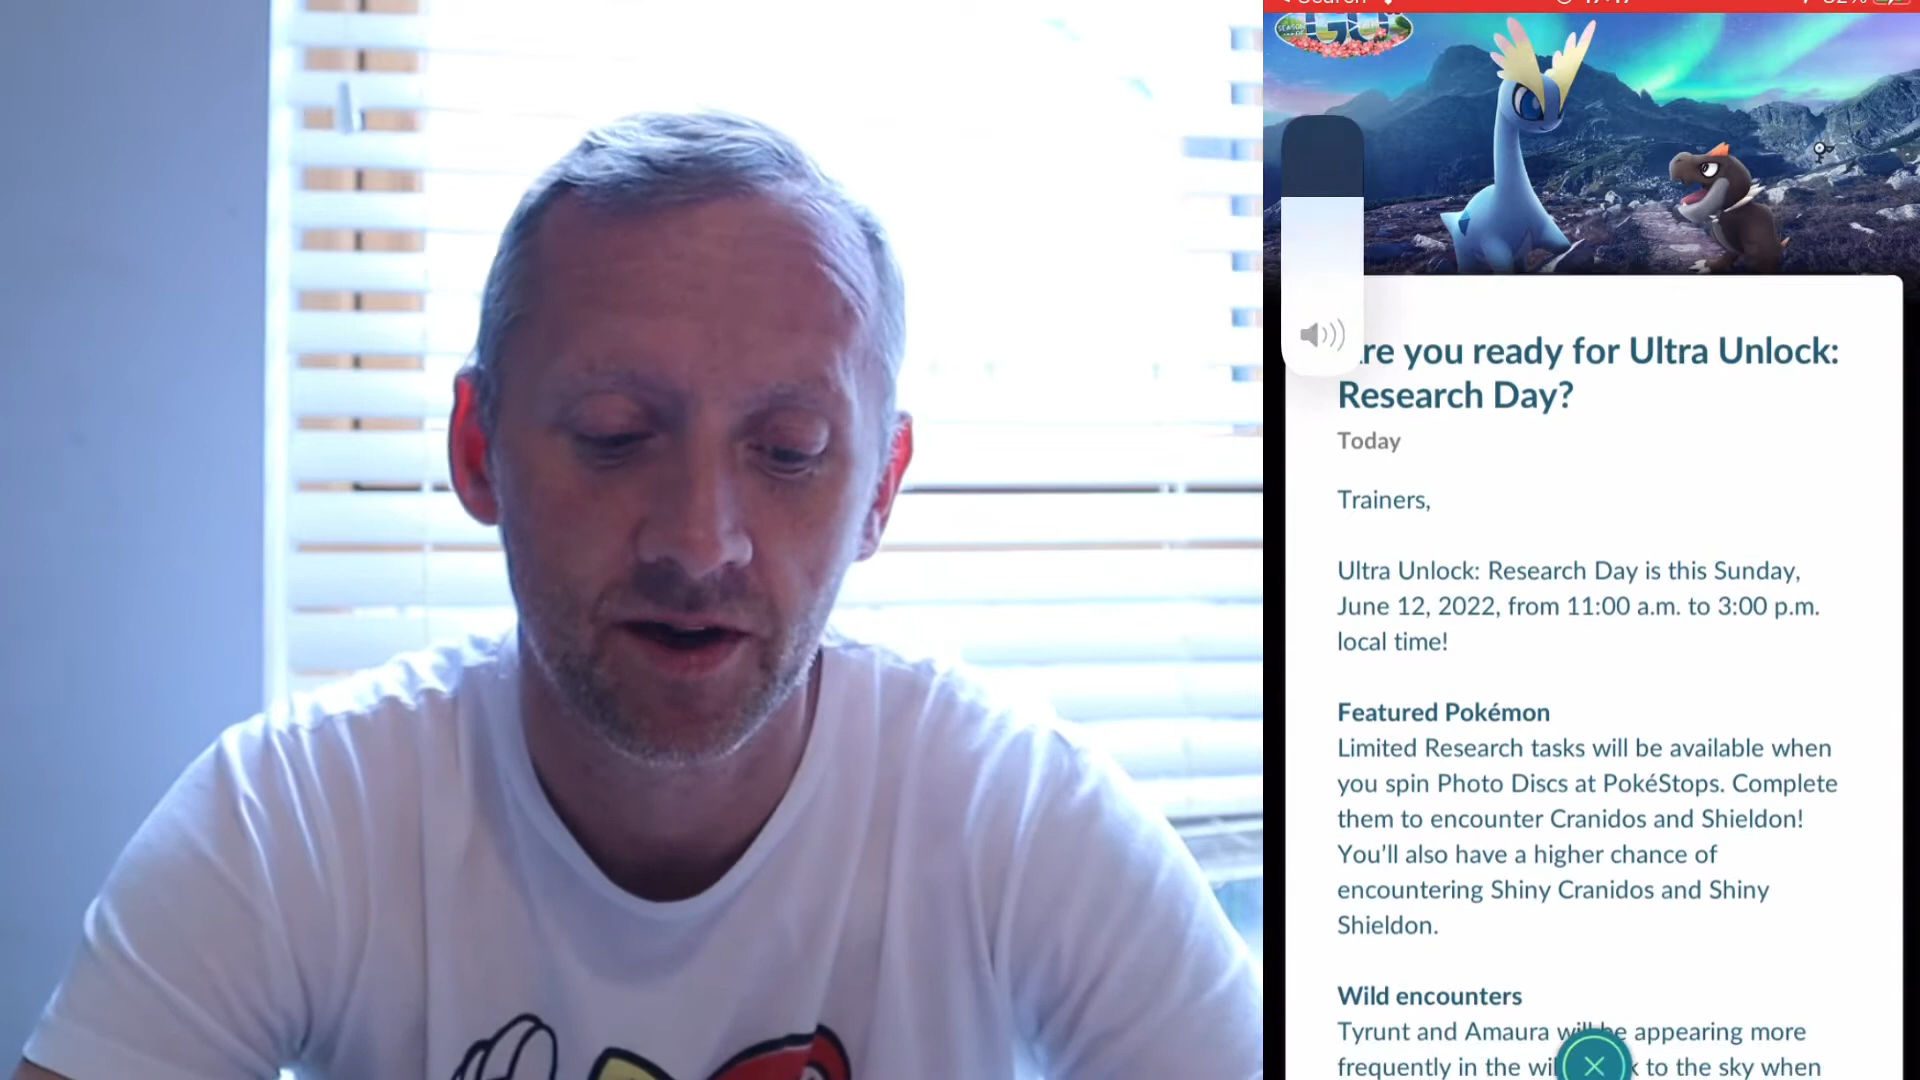 Are you ready for Ultra Unlock:
Research Day?
Today
Trainers,
Ultra Unlock: Research Day is this Sunday,
June 12, 2022, from 11:00 a.m. to 3:00 p.m.
local time!
Featured Pokémon
Limited Research tasks will be available when
you spin Photo Discs at PokéStops. Complete
them to encounter Cranidos and Shieldon!
You'll also have a higher chance of
encountering Shiny Cranidos and Shiny
Shieldon.
Wild encounters
Tyrunt and Amaura will be appearing more
frequently in the to the sky when